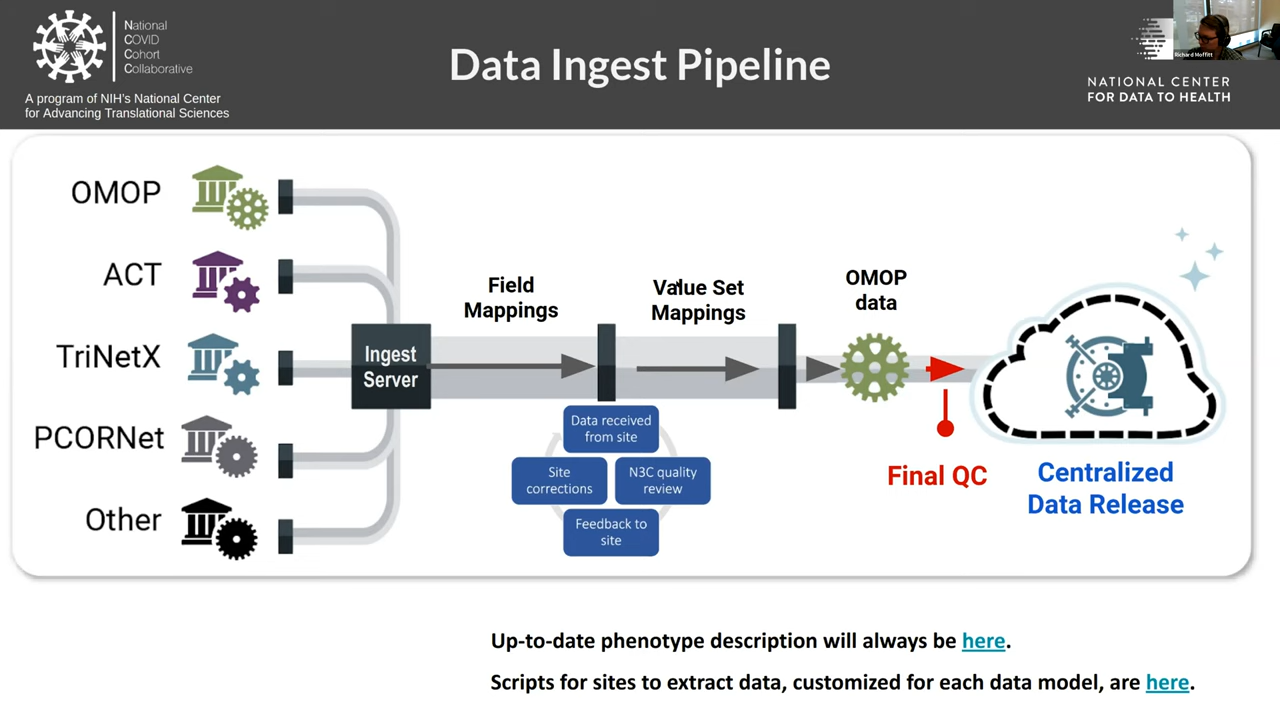 National
COVID
Cohort
Collaborative
A program of NIH's National Center
for Advancing Translational Sciences
Data Ingest Pipeline
Richard Moffitt
NATIONAL CENTER
FOR DATA TO HEALTH
OMOP
ACT
TriNetX
PCORNet
Other
Ingest
Server
Field
Mappings
Value Set
Mappings
OMOP
data
Data received
from site
Site
corrections
N3C quality
review
Feedback to
site
Final QC
Centralized
Data Release
Up-to-date phenotype description will always be here.
Scripts for sites to extract data, customized for each data model, are here.